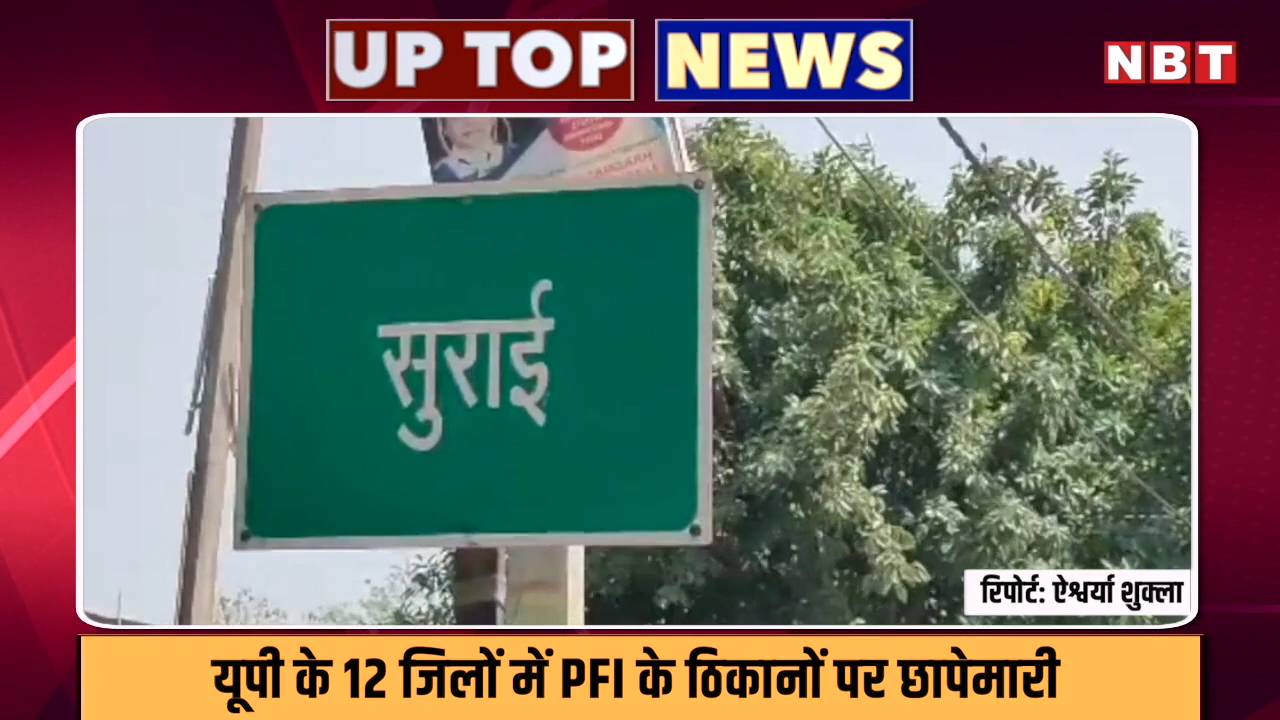 UP TOP NEWS
NBT
सुराई
रिपोर्ट: ऐश्वर्या शुक्ला
यूपी के 12 जिलों में PFI के ठिकानों पर छापेमारी